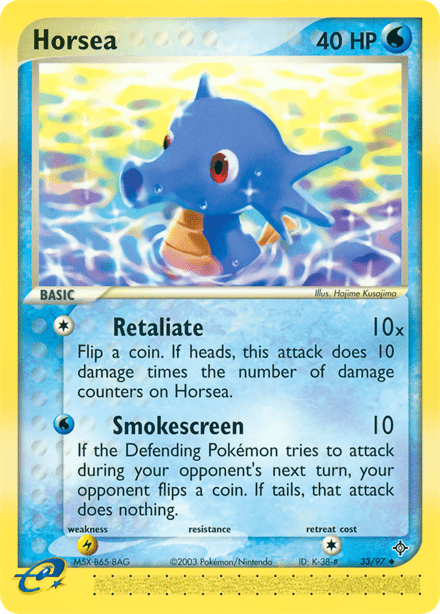 Horsea 40 HP
BASIC
Illus. Hajime Kusajima
Retaliate 10x
Flip a coin. If heads, this attack does 10
damage times the number of damage
counters on Horsea.
Smokescreen 10
If the Defending Pokémon tries to attack
during your opponent's next turn, your
opponent flips a coin. If tails, that attack
does nothing.
weakness resistance retreat cost
M5X-B65-BAG ©2003 Pokémon/Nintendo ID: K-38-# 33/97
e